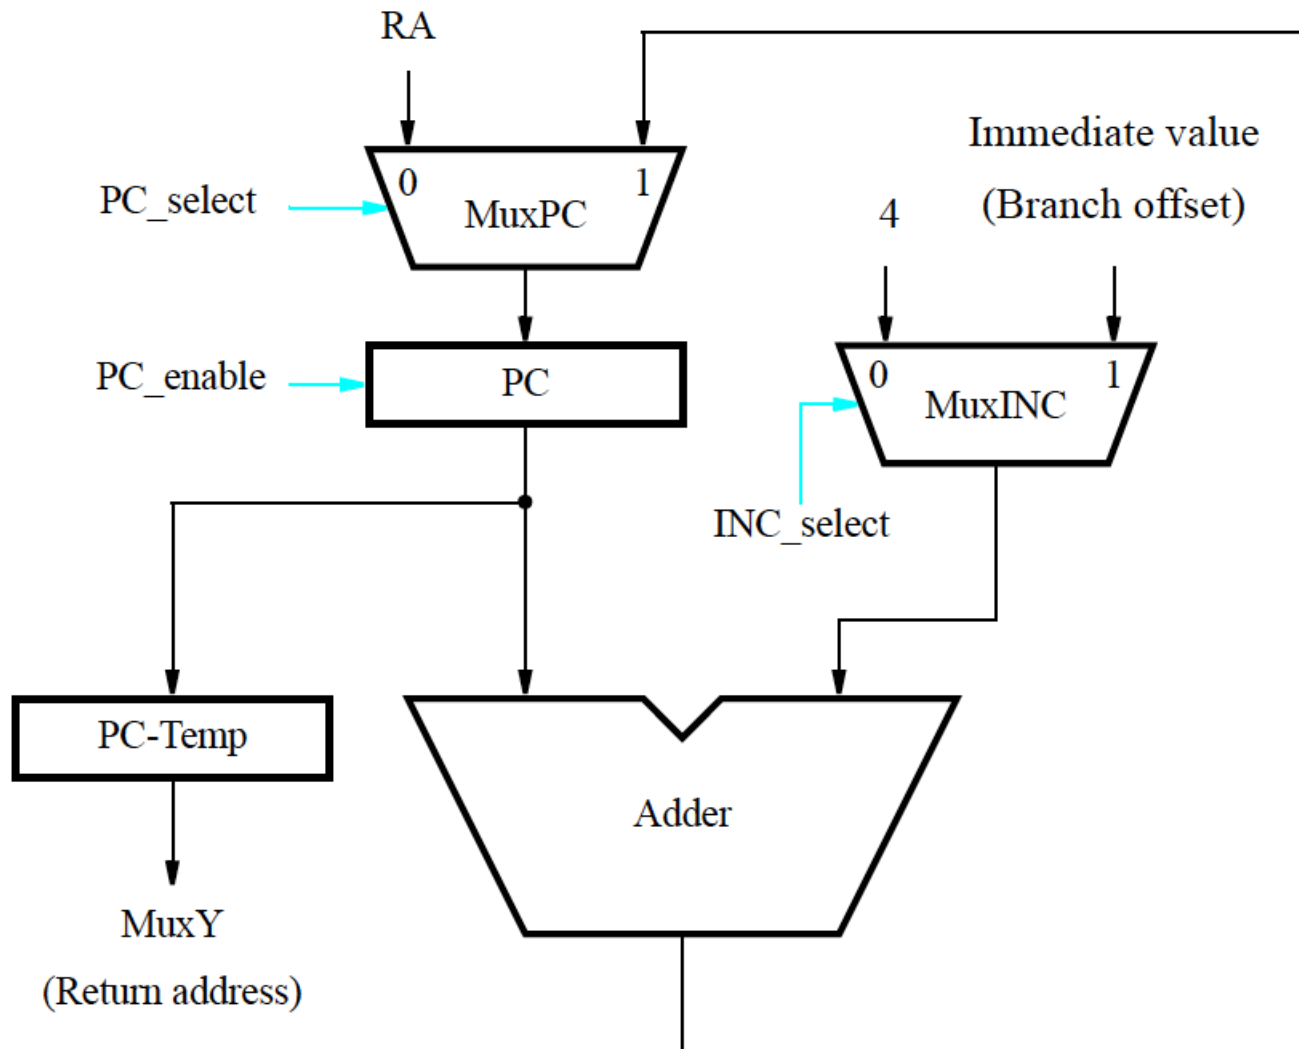 RA
Immediate value
(Branch offset)
PC_select
0
1
MuxPC
4
PC_enable
PC
0
1
MuxINC
INC_select
PC-Temp
Adder
MuxY
(Return address)